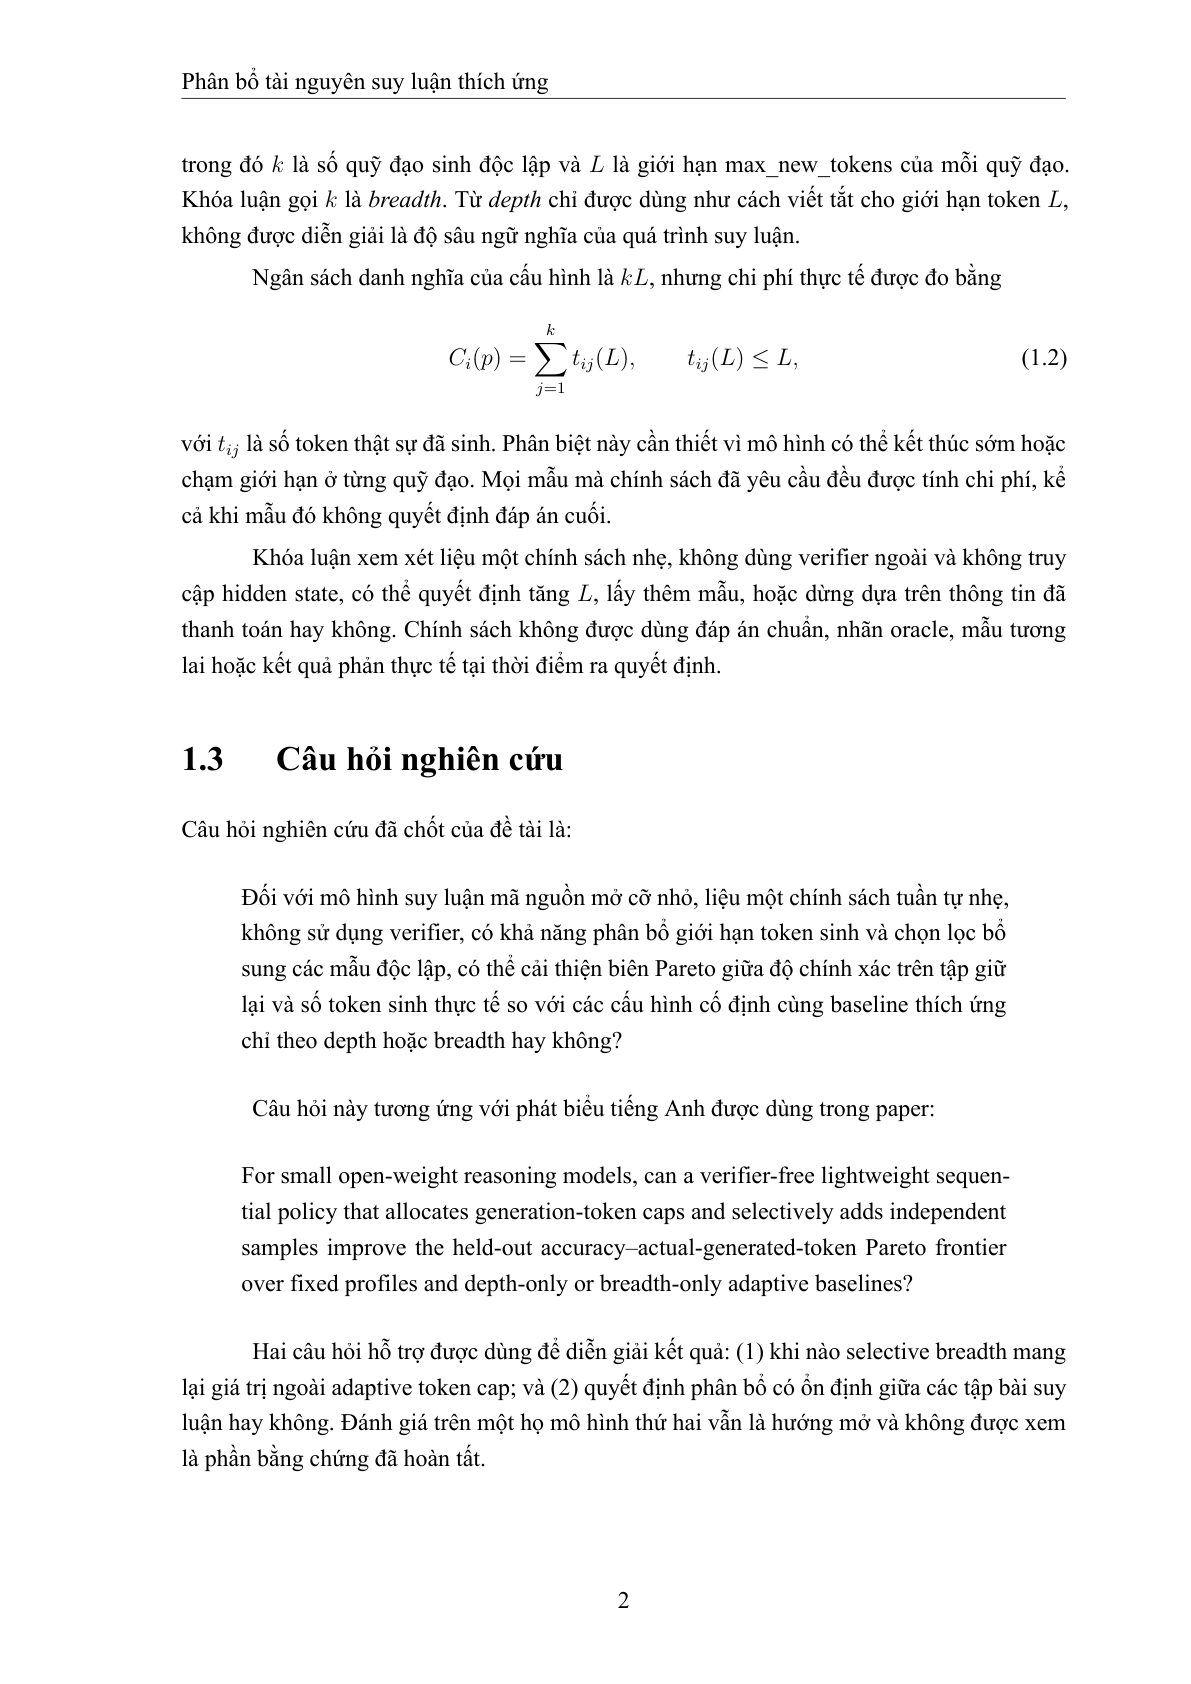 Phân bổ tài nguyên suy luận thích ứng
trong đó k là số quỹ đạo sinh độc lập và L là giới hạn max_new_tokens của mỗi quỹ đạo.
Khóa luận gọi k là breadth. Từ depth chỉ được dùng như cách viết tắt cho giới hạn token L,
không được diễn giải là độ sâu ngữ nghĩa của quá trình suy luận.
Ngân sách danh nghĩa của cấu hình là kL, nhưng chi phí thực tế được đo bằng
C_i(p) = \sum_{j=1}^{k} t_{ij}(L), t_{ij}(L) ≤ L, (1.2)
với t_{ij} là số token thật sự đã sinh. Phân biệt này cần thiết vì mô hình có thể kết thúc sớm hoặc
chạm giới hạn ở từng quỹ đạo. Mọi mẫu mà chính sách đã yêu cầu đều được tính chi phí, kể
cả khi mẫu đó không quyết định đáp án cuối.
Khóa luận xem xét liệu một chính sách nhẹ, không dùng verifier ngoài và không truy
cập hidden state, có thể quyết định tăng L, lấy thêm mẫu, hoặc dừng dựa trên thông tin đã
thanh toán hay không. Chính sách không được dùng đáp án chuẩn, nhãn oracle, mẫu tương
lai hoặc kết quả phản thực tế tại thời điểm ra quyết định.
1.3 Câu hỏi nghiên cứu
Câu hỏi nghiên cứu đã chốt của đề tài là:
Đối với mô hình suy luận mã nguồn mở cỡ nhỏ, liệu một chính sách tuần tự nhẹ,
không sử dụng verifier, có khả năng phân bổ giới hạn token sinh và chọn lọc bổ
sung các mẫu độc lập, có thể cải thiện biên Pareto giữa độ chính xác trên tập giữ
lại và số token sinh thực tế so với các cấu hình cố định cùng baseline thích ứng
chỉ theo depth hoặc breadth hay không?
Câu hỏi này tương ứng với phát biểu tiếng Anh được dùng trong paper:
For small open-weight reasoning models, can a verifier-free lightweight sequen-
tial policy that allocates generation-token caps and selectively adds independent
samples improve the held-out accuracy–actual-generated-token Pareto frontier
over fixed profiles and depth-only or breadth-only adaptive baselines?
Hai câu hỏi hỗ trợ được dùng để diễn giải kết quả: (1) khi nào selective breadth mang
lại giá trị ngoài adaptive token cap; và (2) quyết định phân bổ có ổn định giữa các tập bài suy
luận hay không. Đánh giá trên một họ mô hình thứ hai vẫn là hướng mở và không được xem
là phần bằng chứng đã hoàn tất.
2